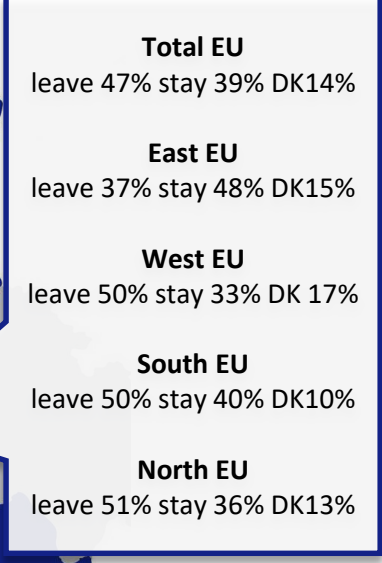 Total EU
leave 47% stay 39% DK14%
East EU
leave 37% stay 48% DK15%
West EU
leave 50% stay 33% DK 17%
South EU
leave 50% stay 40% DK10%
North EU
leave 51% stay 36% DK13%